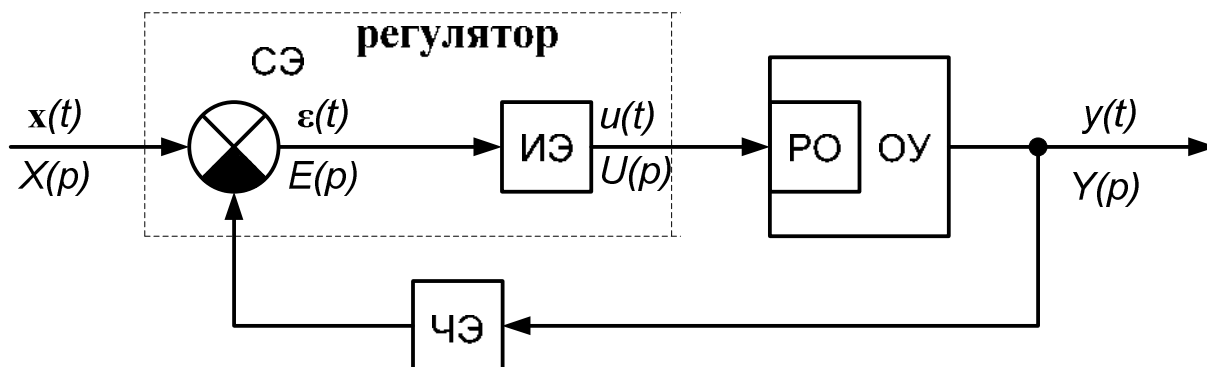 регулятор
СЭ
x(t)
X(p)
ε(t)
E(p)
ИЭ
u(t)
U(p)
РО
ОУ
y(t)
Y(p)
ЧЭ